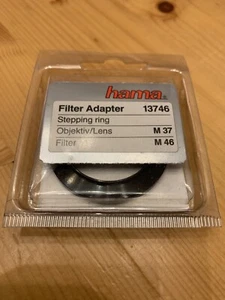 hama
Filter Adapter 13746
Stepping ring
Objektiv/Lens M 37
Filter M 46